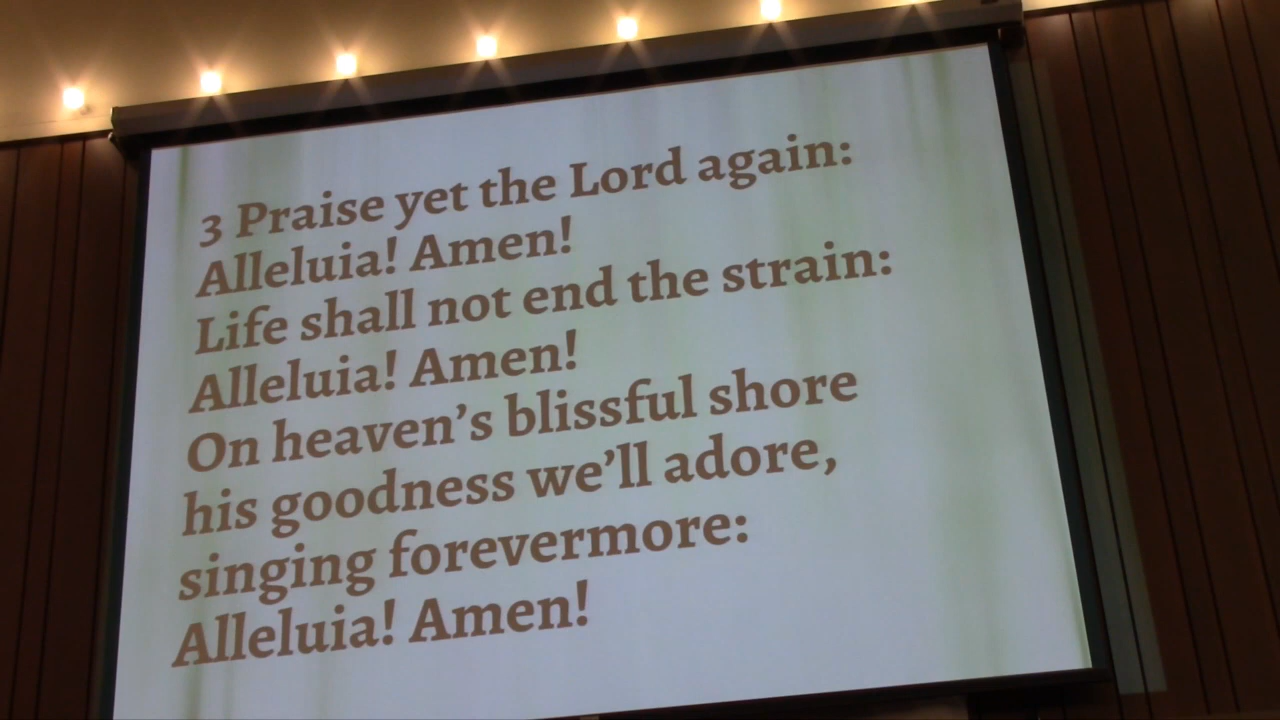 3 Praise yet the Lord again:
Alleluia! Amen!
Life shall not end the strain:
Alleluia! Amen!
On heaven’s blissful shore
his goodness we’ll adore,
singing forevermore:
Alleluia! Amen!